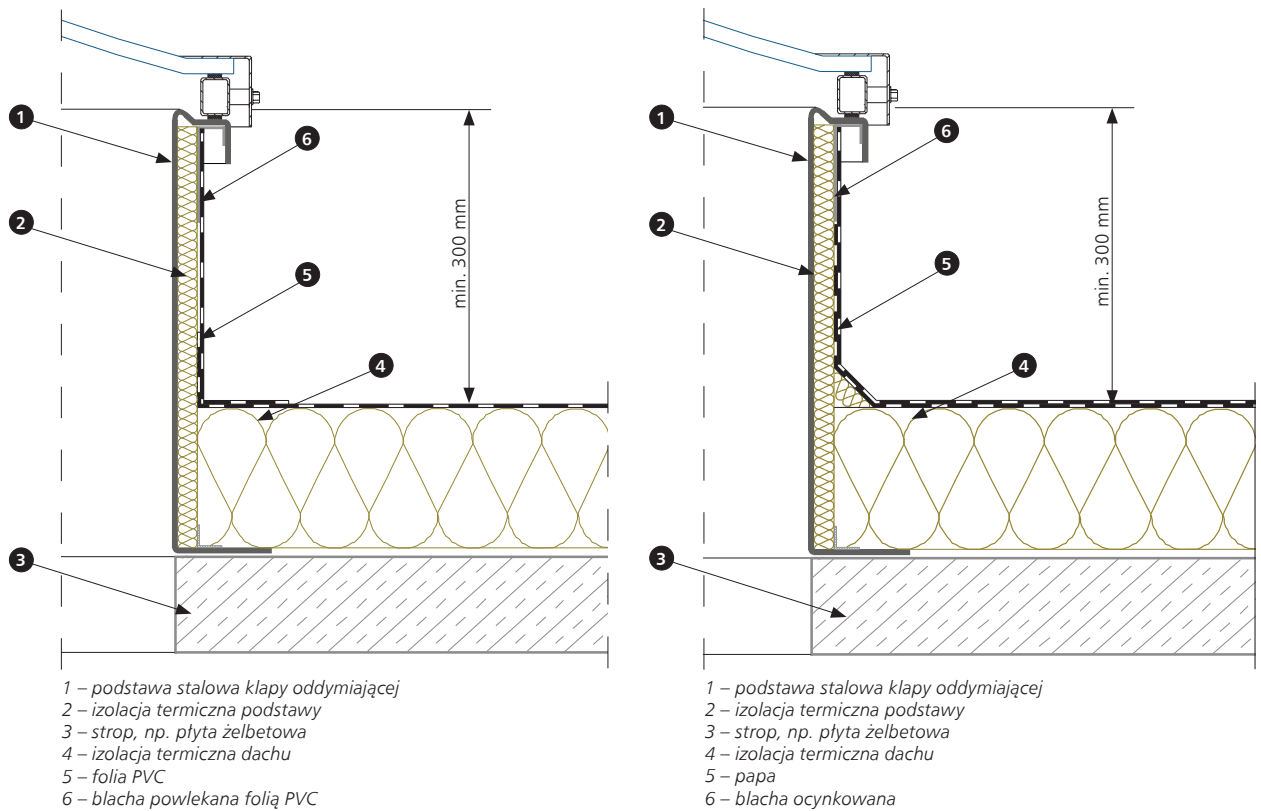 1
6
2
5
min. 300 mm
4
3
1 – podstawa stalowa klapy oddymiającej
2 – izolacja termiczna podstawy
3 – strop, np. płyta żelbetowa
4 – izolacja termiczna dachu
5 – folia PVC
6 – blacha powlekana folią PVC
1
6
2
5
min. 300 mm
4
3
1 – podstawa stalowa klapy oddymiającej
2 – izolacja termiczna podstawy
3 – strop, np. płyta żelbetowa
4 – izolacja termiczna dachu
5 – papa
6 – blacha ocynkowana